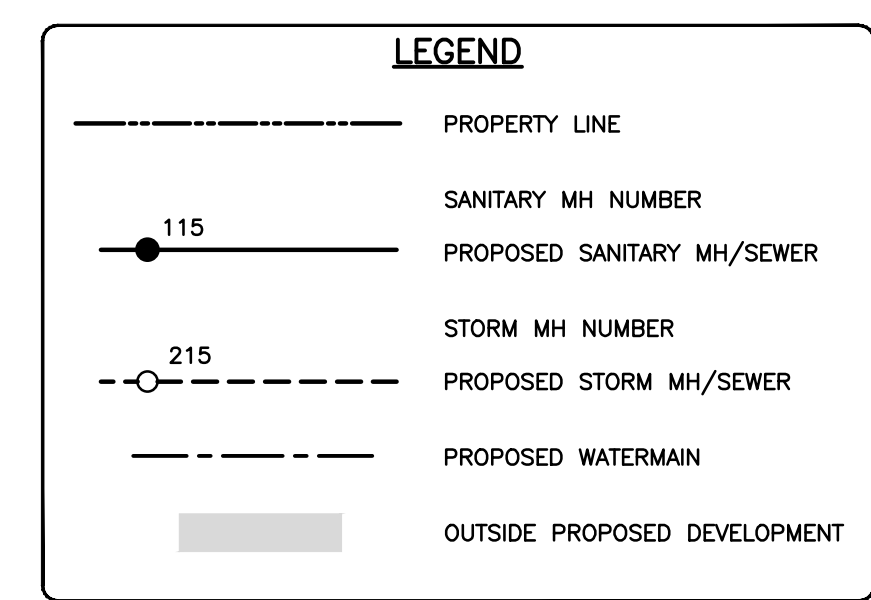 LEGEND
PROPERTY LINE
SANITARY MH NUMBER
115
PROPOSED SANITARY MH/SEWER
STORM MH NUMBER
215
PROPOSED STORM MH/SEWER
PROPOSED WATERMAIN
OUTSIDE PROPOSED DEVELOPMENT